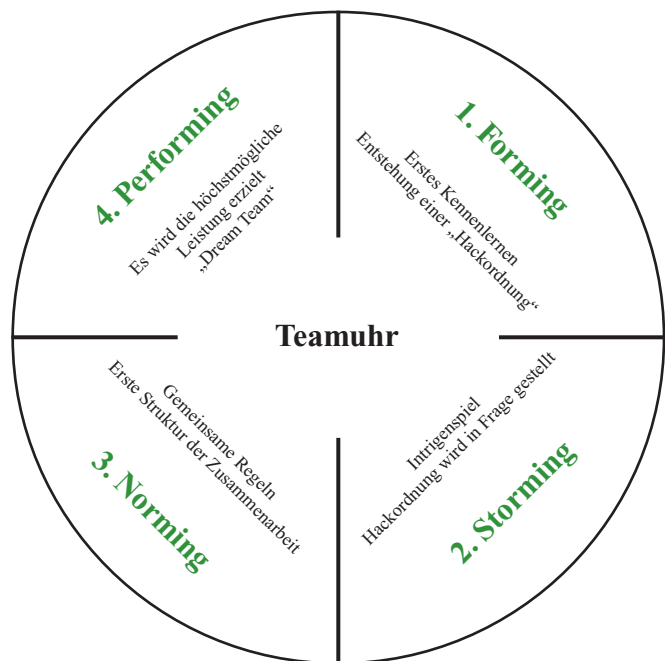 Teamuhr
1. Forming
Erstes Kennenlernen
Entstehung einer „Hackordnung“
Intrigenspiel
Hackordnung wird in Frage gestellt
2. Storming
Gemeinsame Regeln
Erste Struktur der Zusammenarbeit
3. Norming
4. Performing
Es wird die höchstmögliche
Leistung erzielt
„Dream Team“